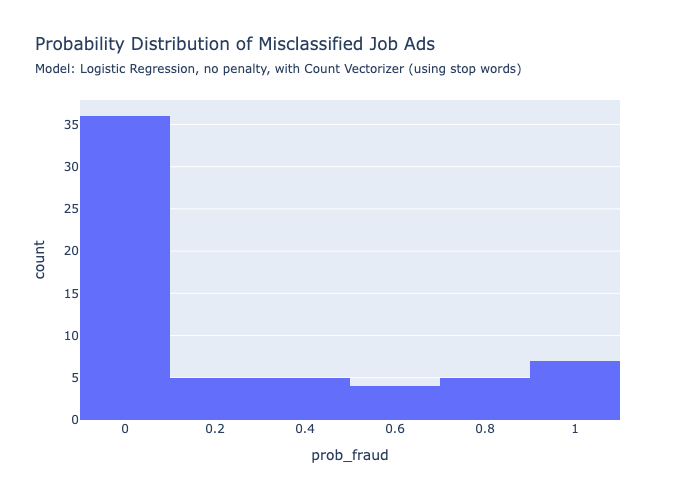 Probability Distribution of Misclassified Job Ads
Model: Logistic Regression, no penalty, with Count Vectorizer (using stop words)
35
30
25
20
15
10
5
0
count
0 0.2 0.4 0.6 0.8 1
prob_fraud